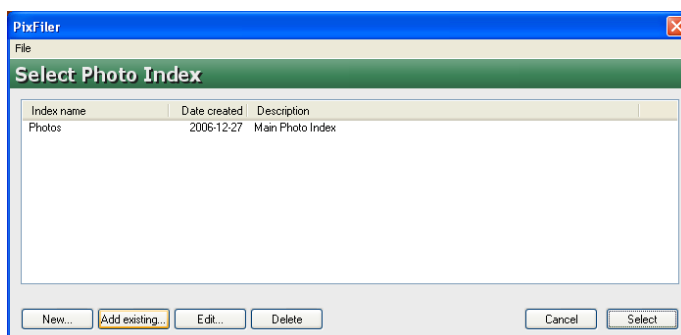 PixFiler
File
Select Photo Index
Index name Date created Description
Photos 2006-12-27 Main Photo Index
New... Add existing... Edit... Delete Cancel Select